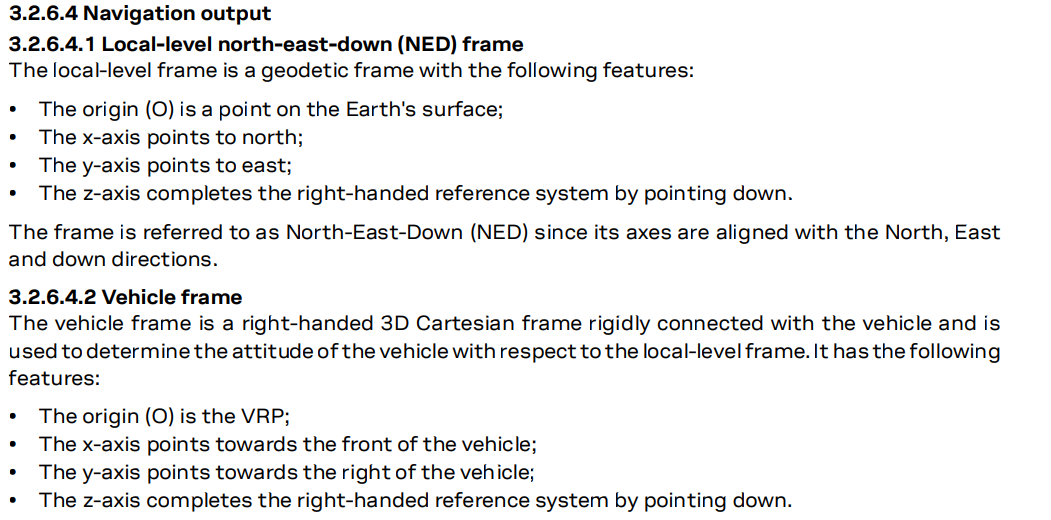 3.2.6.4 Navigation output
3.2.6.4.1 Local-level north-east-down (NED) frame
The local-level frame is a geodetic frame with the following features:
• The origin (O) is a point on the Earth's surface;
• The x-axis points to north;
• The y-axis points to east;
• The z-axis completes the right-handed reference system by pointing down.
The frame is referred to as North-East-Down (NED) since its axes are aligned with the North, East
and down directions.
3.2.6.4.2 Vehicle frame
The vehicle frame is a right-handed 3D Cartesian frame rigidly connected with the vehicle and is
used to determine the attitude of the vehicle with respect to the local-level frame. It has the following
features:
• The origin (O) is the VRP;
• The x-axis points towards the front of the vehicle;
• The y-axis points towards the right of the vehicle;
• The z-axis completes the right-handed reference system by pointing down.